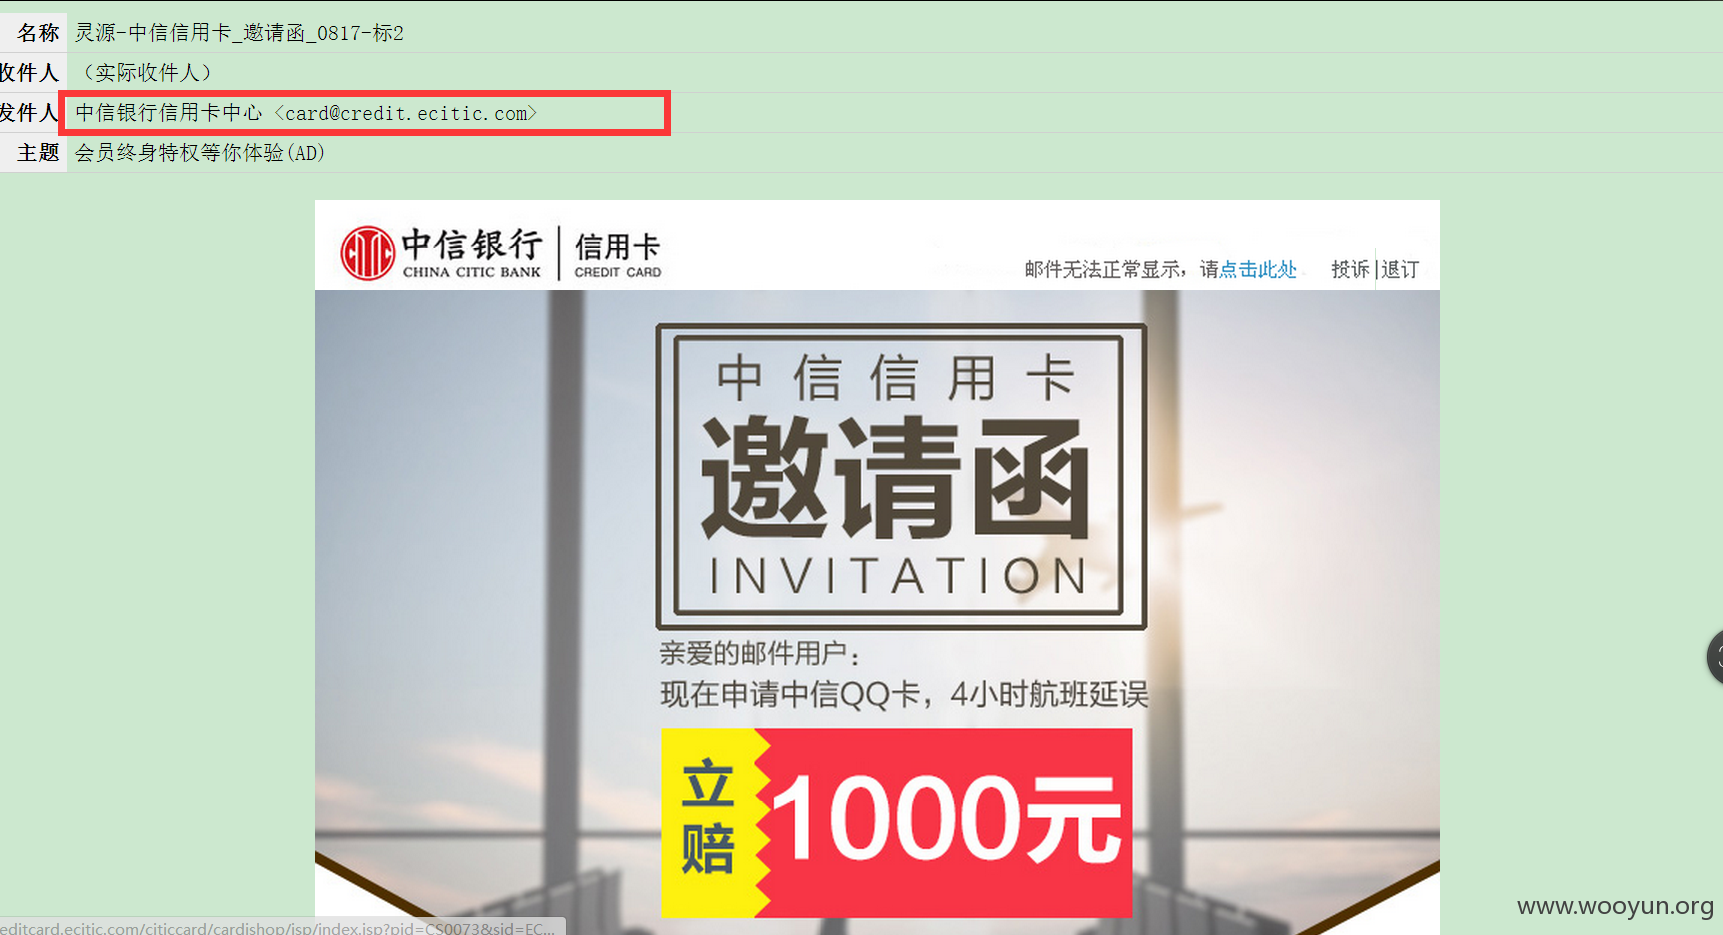 名称 灵源-中信信用卡_邀请函_0817-标2
收件人 （实际收件人）
发件人 中信银行信用卡中心 <card@credit.ecitic.com>
主题 会员终身特权等你体验(AD)
中信银行 信用卡
CHINA CITIC BANK CREDIT CARD
邮件无法正常显示，请点击此处 投诉|退订
中信信用卡
邀请函
INVITATION
亲爱的邮件用户：
现在申请中信QQ卡，4小时航班延误
立赔
1000元
www.wooyun.org
editcard.ecitic.com/citiccard/cardishop/jsp/index.jsp?pid=CS0073&sid=EC...